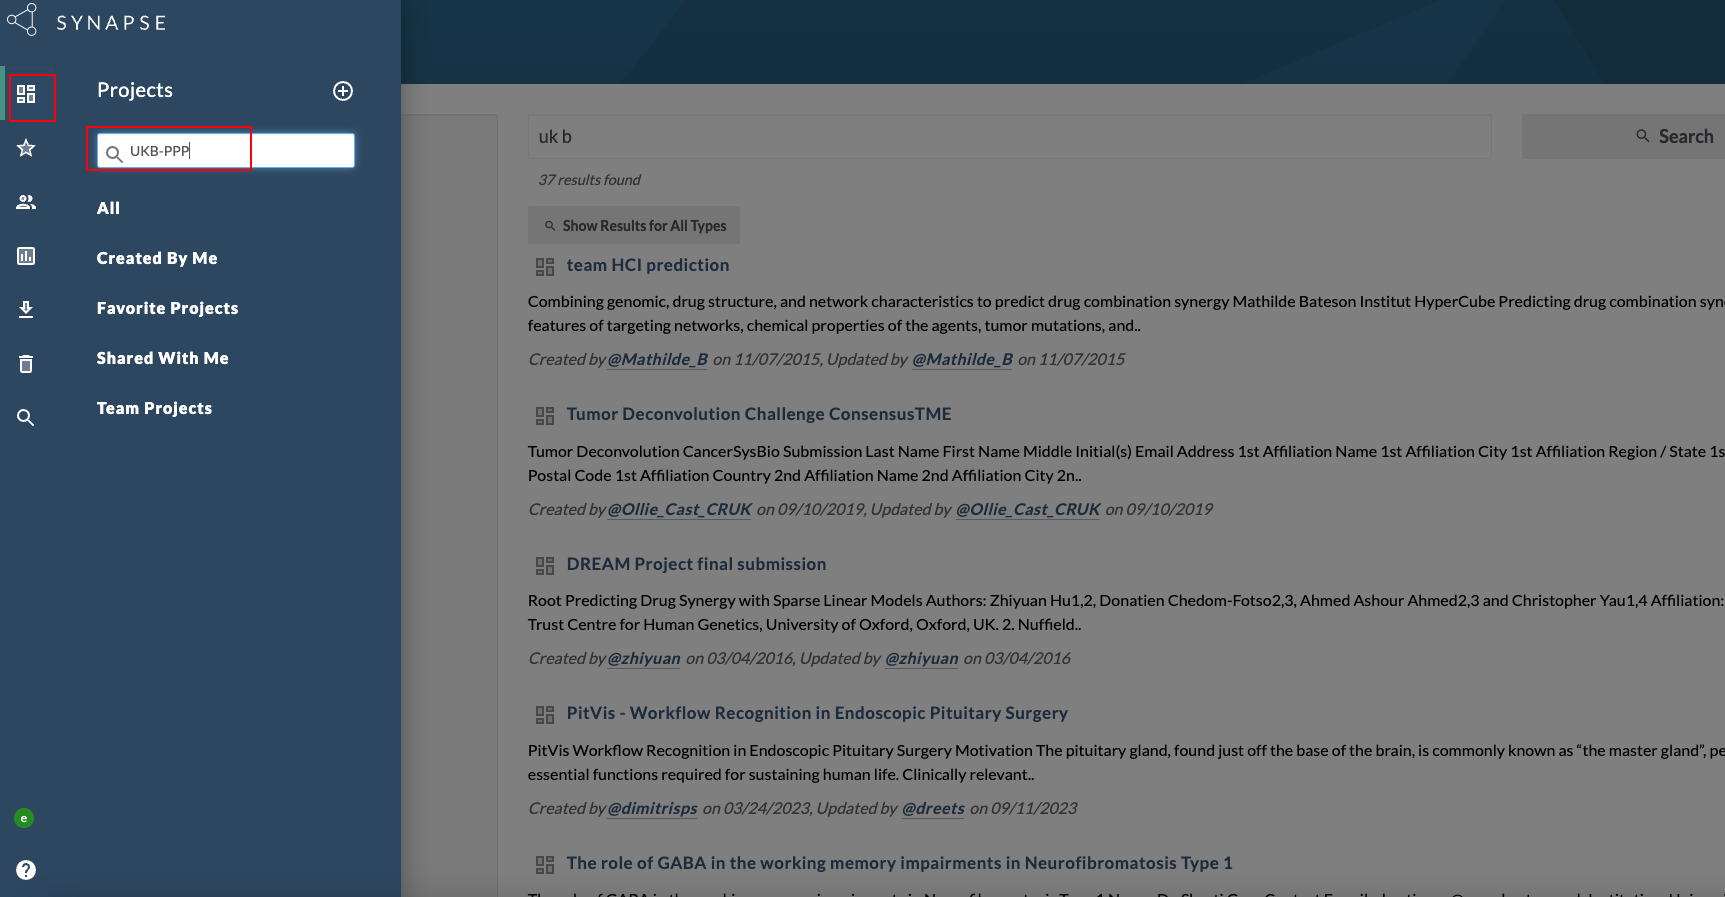 SYNAPSE
Projects
UKB-PPP
All
Created By Me
Favorite Projects
Shared With Me
Team Projects
e
?
uk b
Search
37 results found
Show Results for All Types
team HCI prediction
Combining genomic, drug structure, and network characteristics to predict drug combination synergy Mathilde Bateson Institut HyperCube Predicting drug combination syn
features of targeting networks, chemical properties of the agents, tumor mutations, and..
Created by @Mathilde_B on 11/07/2015, Updated by @Mathilde_B on 11/07/2015
Tumor Deconvolution Challenge ConsensusTME
Tumor Deconvolution CancerSysBio Submission Last Name First Name Middle Initial(s) Email Address 1st Affiliation Name 1st Affiliation City 1st Affiliation Region / State 1s
Postal Code 1st Affiliation Country 2nd Affiliation Name 2nd Affiliation City 2n..
Created by @Ollie_Cast_CRUK on 09/10/2019, Updated by @Ollie_Cast_CRUK on 09/10/2019
DREAM Project final submission
Root Predicting Drug Synergy with Sparse Linear Models Authors: Zhiyuan Hu1,2, Donatien Chedom-Fotso2,3, Ahmed Ashour Ahmed2,3 and Christopher Yau1,4 Affiliation:
Trust Centre for Human Genetics, University of Oxford, Oxford, UK. 2. Nuffield..
Created by @zhiyuan on 03/04/2016, Updated by @zhiyuan on 03/04/2016
PitVis - Workflow Recognition in Endoscopic Pituitary Surgery
PitVis Workflow Recognition in Endoscopic Pituitary Surgery Motivation The pituitary gland, found just off the base of the brain, is commonly known as “the master gland”, pe
essential functions required for sustaining human life. Clinically relevant..
Created by @dimitrisps on 03/24/2023, Updated by @dreets on 09/11/2023
The role of GABA in the working memory impairments in Neurofibromatosis Type 1